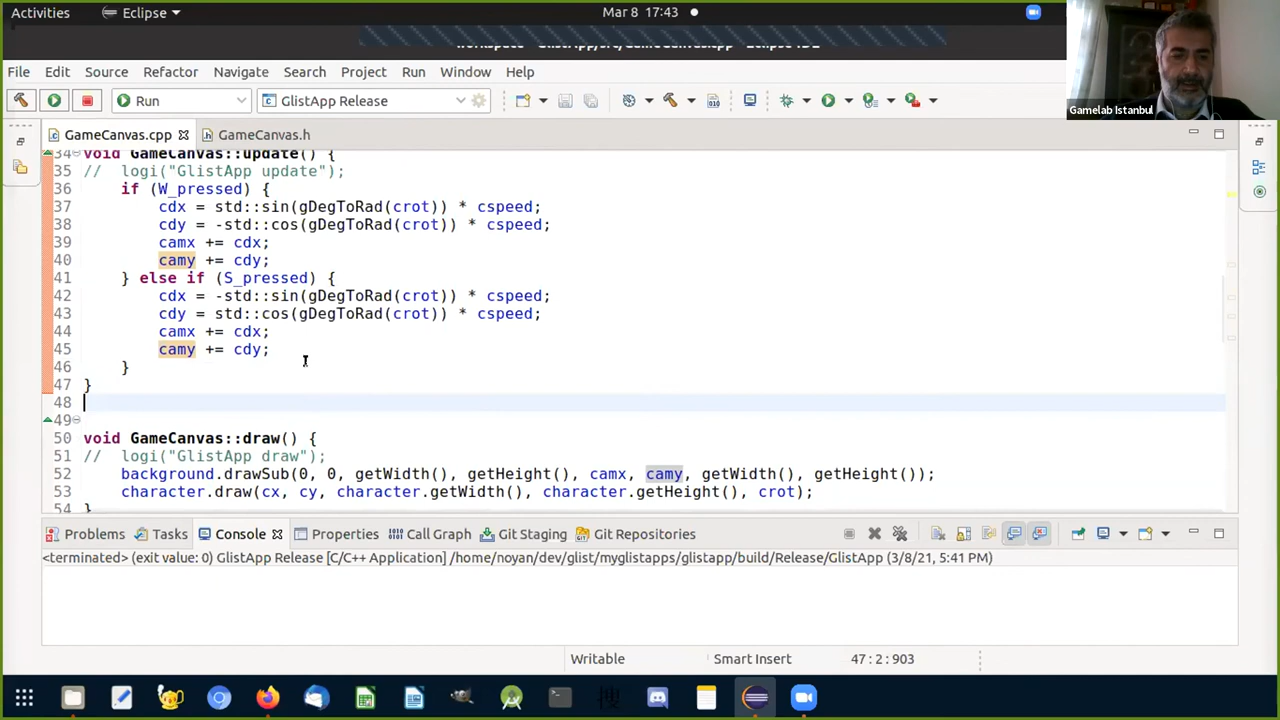 Activities Eclipse Mar 8 17:43
File Edit Source Refactor Navigate Search Project Run Window Help
Gamelab Istanbul
Run GlistApp Release
GameCanvas.cpp GameCanvas.h
34 void GameCanvas::update() {
35 // logi("GlistApp update");
36 if (W_pressed) {
37 cdx = std::sin(gDegToRad(crot)) * cspeed;
38 cdy = -std::cos(gDegToRad(crot)) * cspeed;
39 camx += cdx;
40 camy += cdy;
41 } else if (S_pressed) {
42 cdx = -std::sin(gDegToRad(crot)) * cspeed;
43 cdy = std::cos(gDegToRad(crot)) * cspeed;
44 camx += cdx;
45 camy += cdy;
46 }
47 }
48
49
50 void GameCanvas::draw() {
51 // logi("GlistApp draw");
52 background.drawSub(0, 0, getWidth(), getHeight(), camx, camy, getWidth(), getHeight());
53 character.draw(cx, cy, character.getWidth(), character.getHeight(), crot);
54 }
Problems Tasks Console Properties Call Graph Git Staging Git Repositories
<terminated> (exit value: 0) GlistApp Release [C/C++ Application] /home/noyan/dev/glist/myglistapps/glistapp/build/Release/GlistApp (3/8/21, 5:41 PM)
Writable Smart Insert 47 : 2 : 903